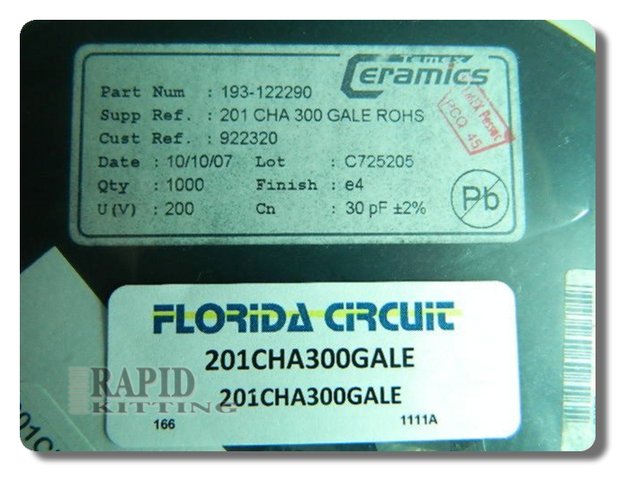 Temex
Ceramics
Part Num : 193-122290
Supp Ref. : 201 CHA 300 GALE ROHS
Cust Ref. : 922320
Date : 10/10/07 Lot : C725205
Qty : 1000 Finish : e4
U(V) : 200 Cn : 30 pF ±2%
Pb
PCQ 45
FLORIDA CIRCUIT
201CHA300GALE
201CHA300GALE
166 1111A
RAPID
KITTING